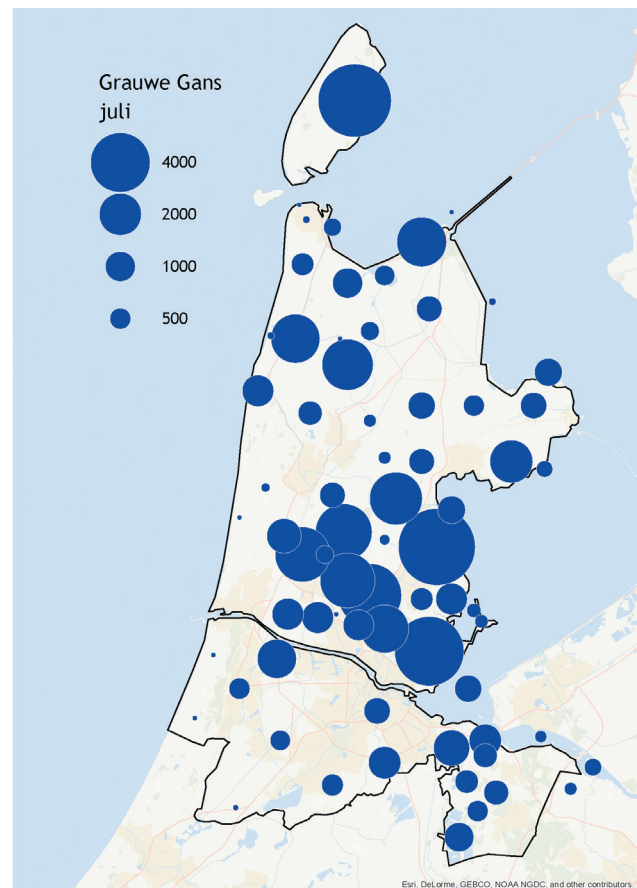 Grauwe Gans
juli
4000
2000
1000
500
Esri, DeLorme, GEBCO, NOAA NGDC, and other contributors